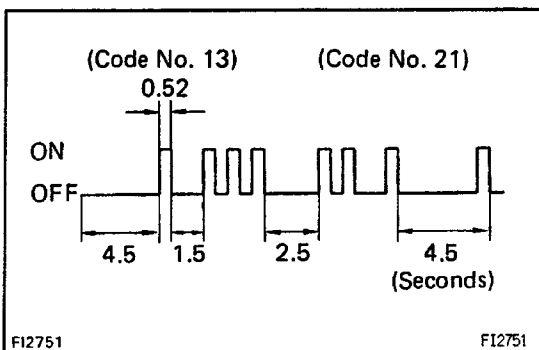 (Code No. 13) (Code No. 21)
0.52
ON
OFF
4.5 1.5 2.5 4.5
(Seconds)
FI2751 FI2751